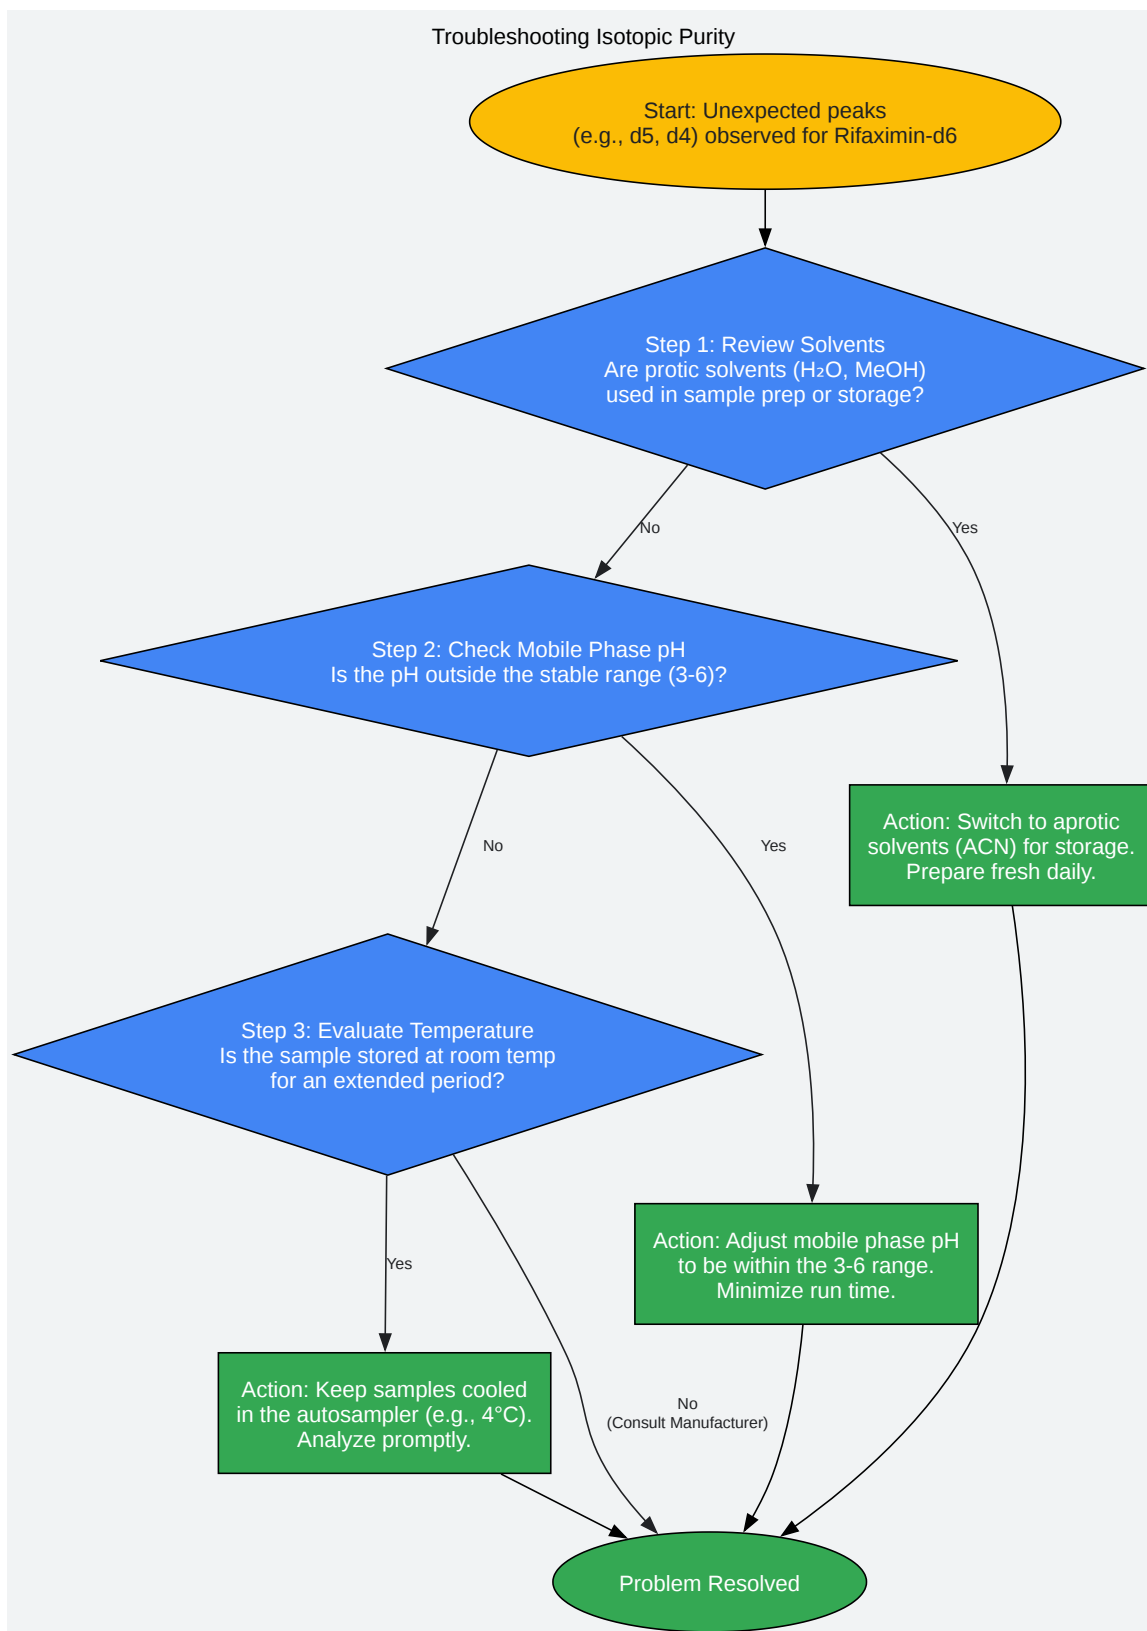 Troubleshooting Isotopic Purity
Start: Unexpected peaks
(e.g., d5, d4) observed for Rifaximin-d6
Step 1: Review Solvents
Are protic solvents (H₂O, MeOH)
used in sample prep or storage?
No
Yes
Step 2: Check Mobile Phase pH
Is the pH outside the stable range (3-6)?
No
Yes
Action: Switch to aprotic
solvents (ACN) for storage.
Prepare fresh daily.
Step 3: Evaluate Temperature
Is the sample stored at room temp
for an extended period?
Yes
Action: Adjust mobile phase pH
to be within the 3-6 range.
Minimize run time.
Action: Keep samples cooled
in the autosampler (e.g., 4°C).
Analyze promptly.
No
(Consult Manufacturer)
Problem Resolved